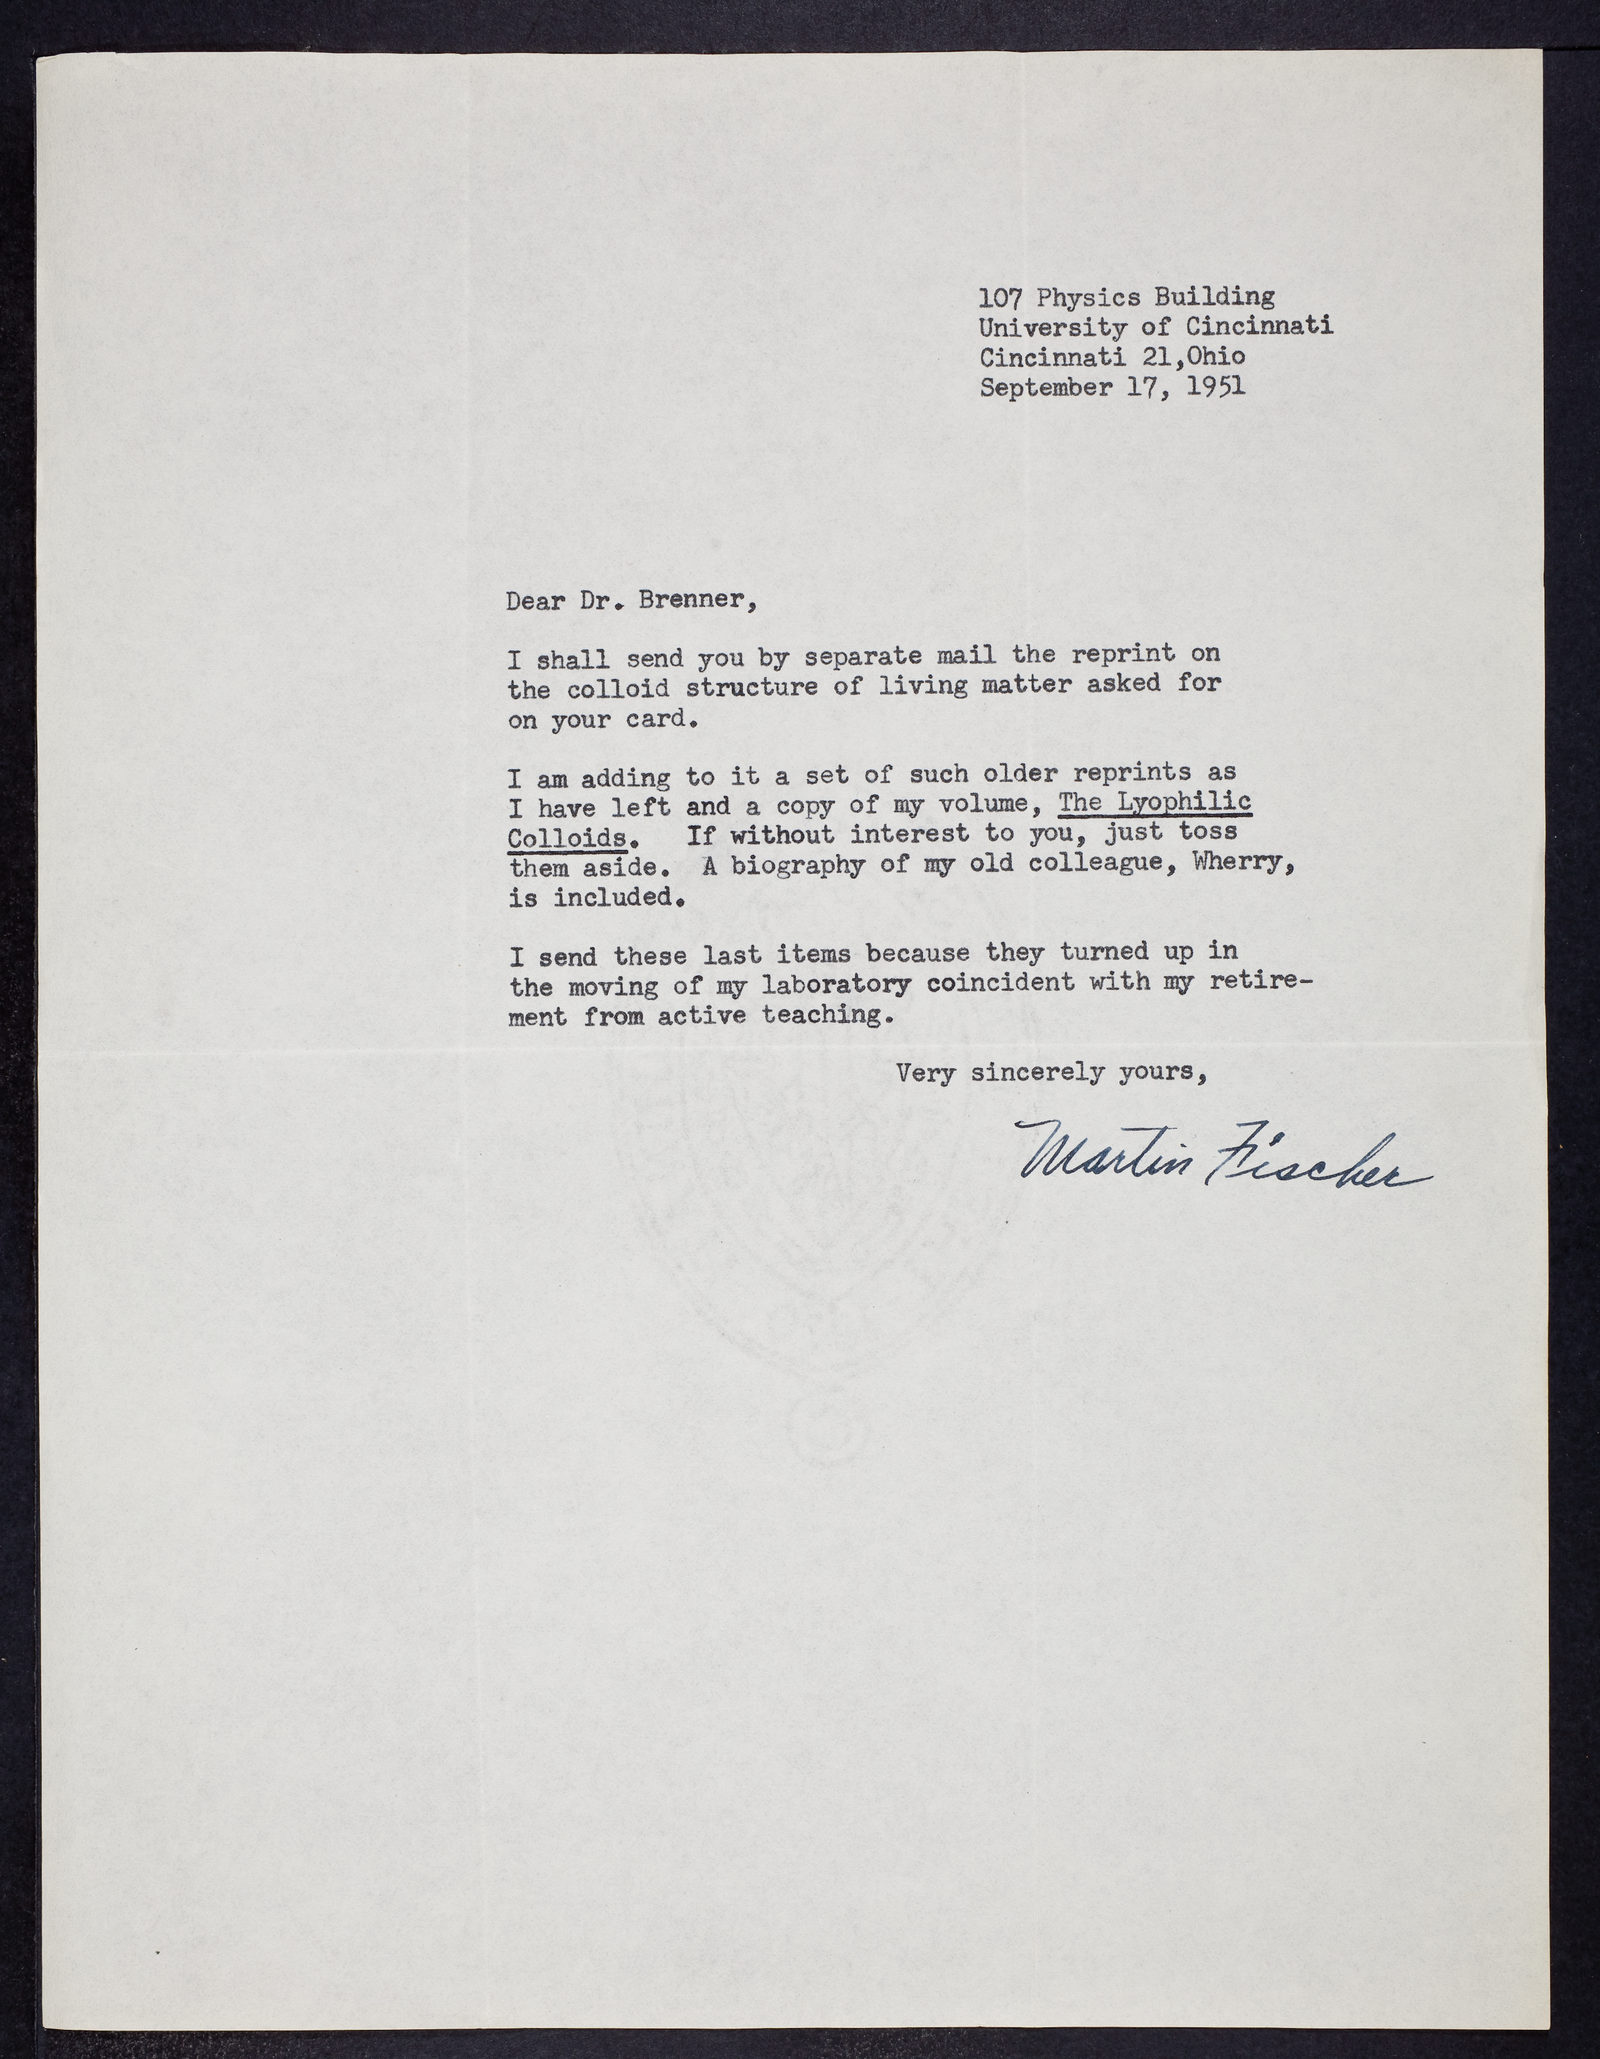 107 Physics Building
University of Cincinnati
Cincinnati 21,Ohio
September 17, 1951
Dear Dr. Brenner,
I shall send you by separate mail the reprint on
the colloid structure of living matter asked for
on your card.
I am adding to it a set of such older reprints as
I have left and a copy of my volume, The Lyophilic
Colloids. If without interest to you, just toss
them aside. A biography of my old colleague, Wherry,
is included.
I send these last items because they turned up in
the moving of my laboratory coincident with my retire-
ment from active teaching.
Very sincerely yours,
Martin Fischer